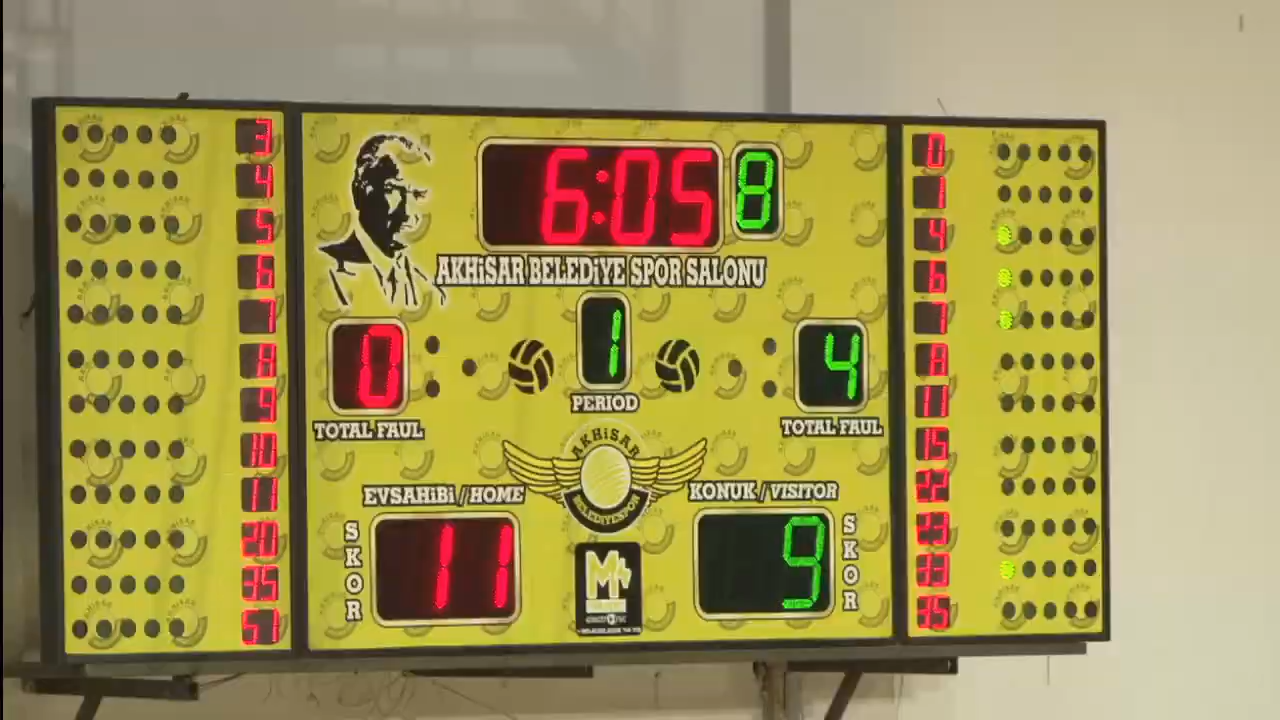 3
4
5
6
7
8
9
10
11
20
35
57
6:05 8
AKHiSAR BELEDiYE SPOR SALONU
0
1
4
TOTAL FAUL
PERIOD
TOTAL FAUL
AKHiSAR
BELEDiYESPOR
EVSAHiBi / HOME
KONUK / VISITOR
SKOR
11
9
SKOR
M4
0
1
4
6
7
8
11
15
22
23
33
35